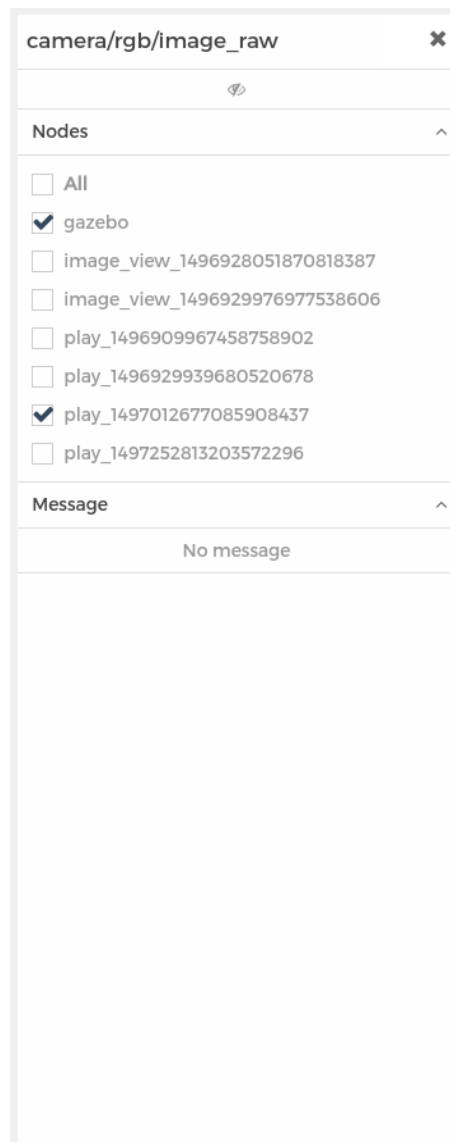 camera/rgb/image_raw
Nodes
All
gazebo
image_view_1496928051870818387
image_view_1496929976977538606
play_1496909967458758902
play_1496929939680520678
play_1497012677085908437
play_1497252813203572296
Message
No message